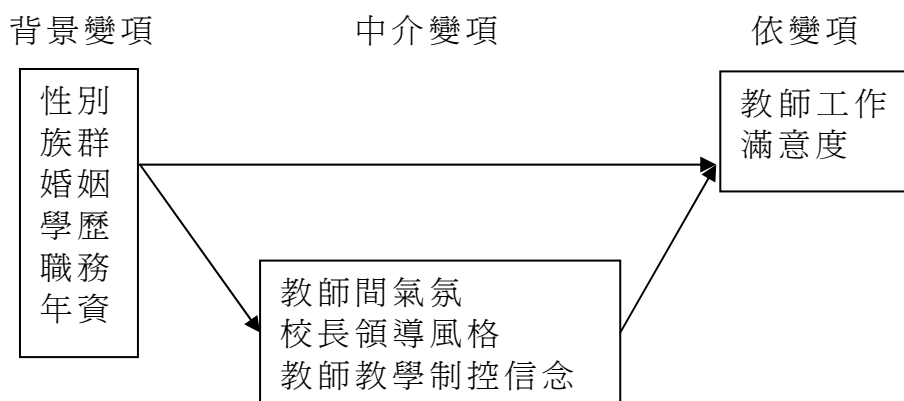 背景變項
中介變項
依變項
性別
族群
婚姻
學歷
職務
年資
教師工作
滿意度
教師間氣氛
校長領導風格
教師教學制控信念